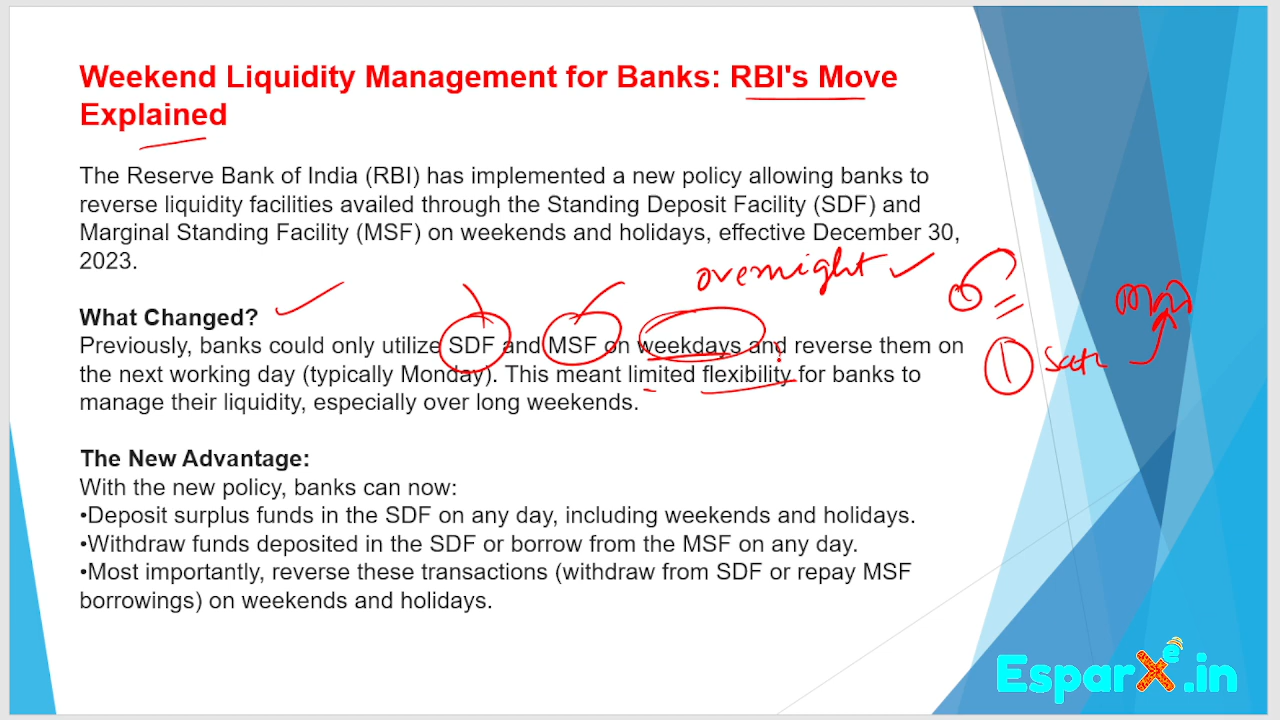 Weekend Liquidity Management for Banks: RBI's Move
Explained
The Reserve Bank of India (RBI) has implemented a new policy allowing banks to
reverse liquidity facilities availed through the Standing Deposit Facility (SDF) and
Marginal Standing Facility (MSF) on weekends and holidays, effective December 30,
2023.
overnight
What Changed?
Previously, banks could only utilize SDF and MSF on weekdays and reverse them on
the next working day (typically Monday). This meant limited flexibility for banks to
manage their liquidity, especially over long weekends.
1
The New Advantage:
With the new policy, banks can now:
•Deposit surplus funds in the SDF on any day, including weekends and holidays.
•Withdraw funds deposited in the SDF or borrow from the MSF on any day.
•Most importantly, reverse these transactions (withdraw from SDF or repay MSF
borrowings) on weekends and holidays.
EsparXe.in